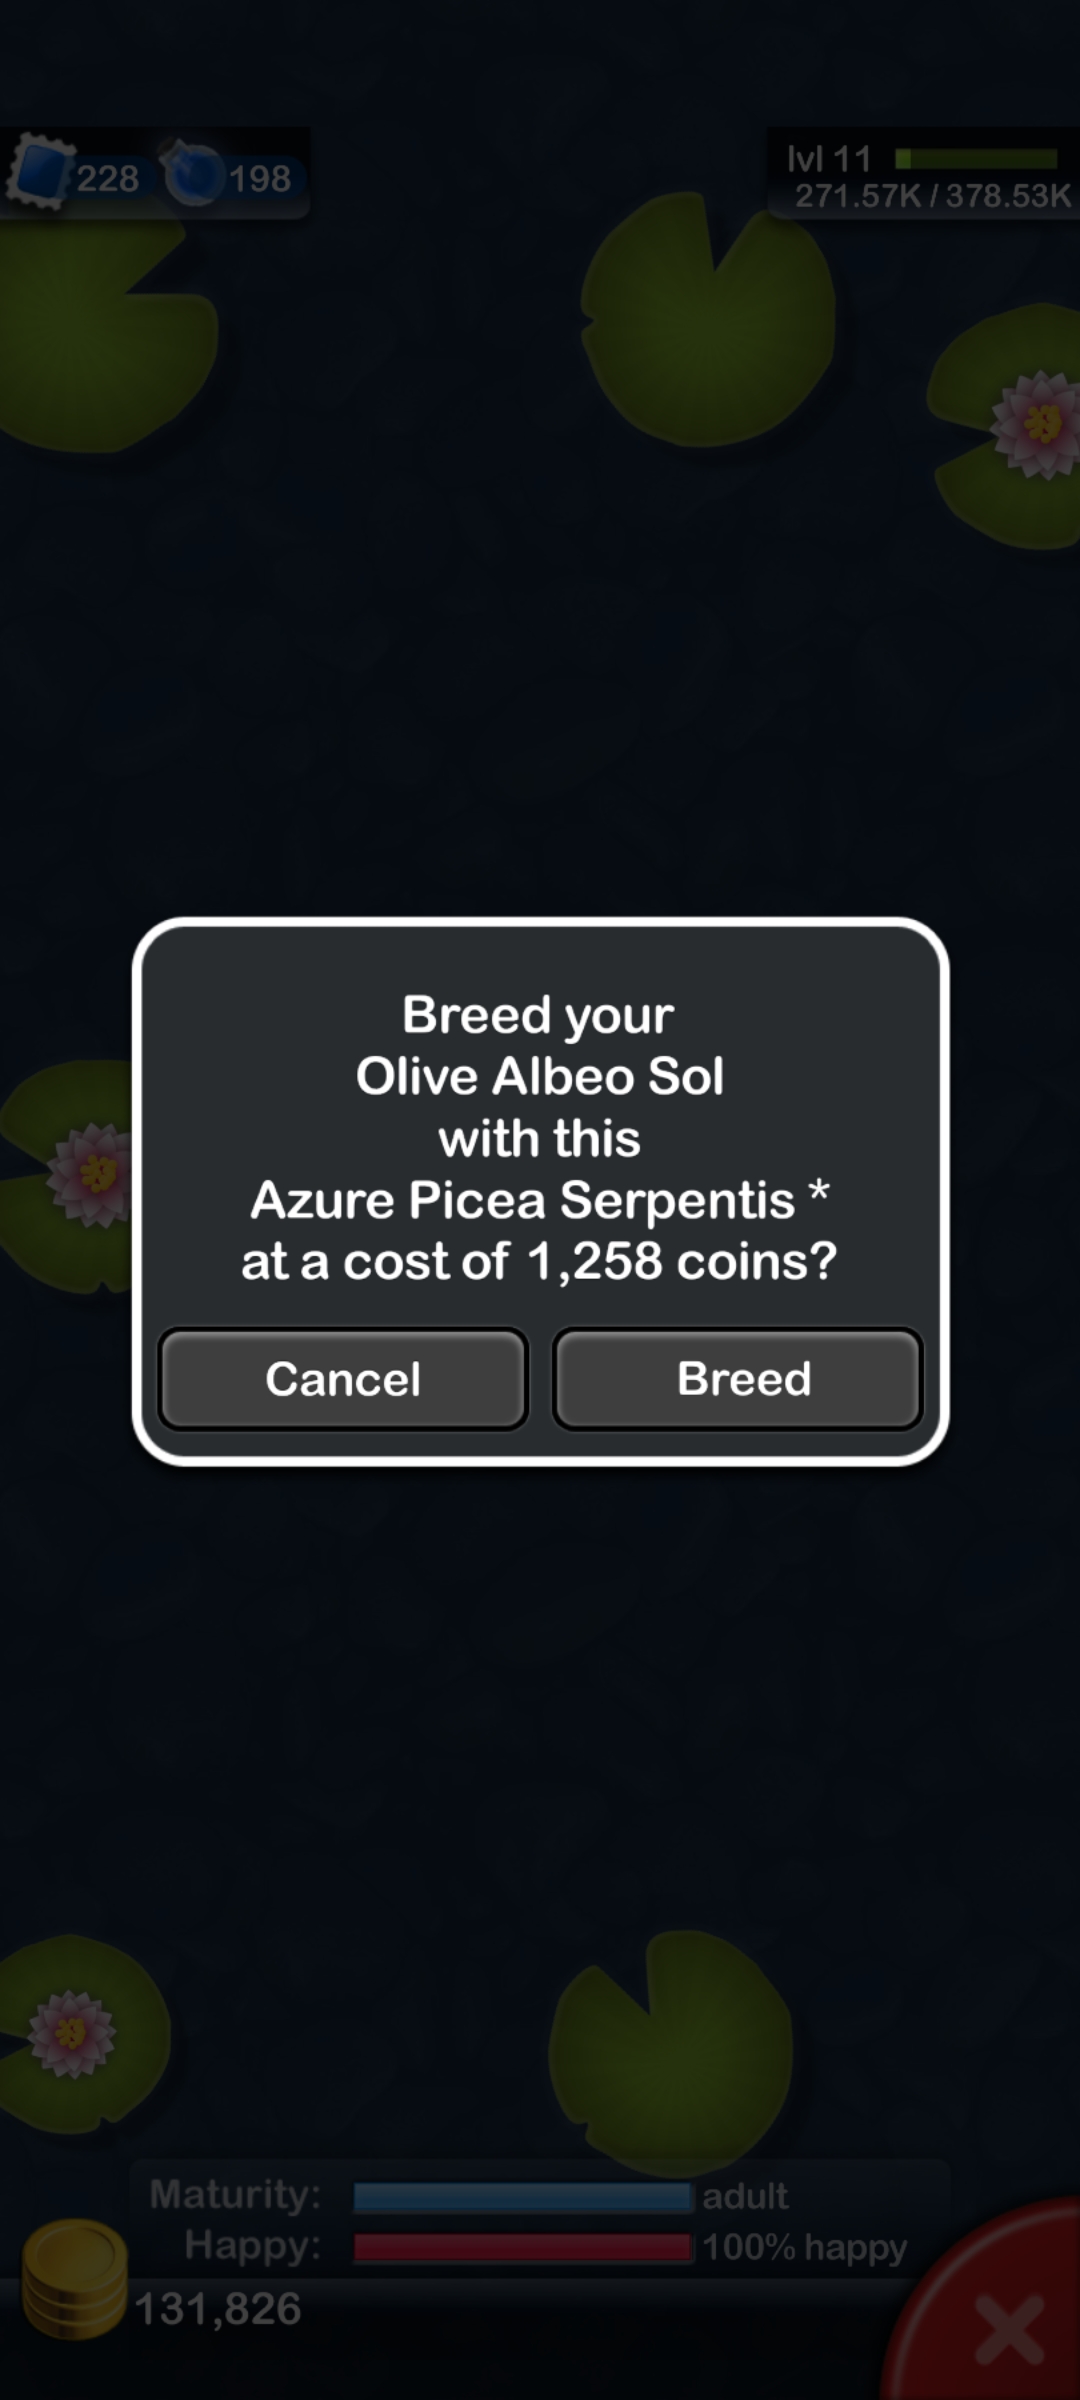 228 198
lvl 11
271.57K / 378.53K
Breed your
Olive Albeo Sol
with this
Azure Picea Serpentis *
at a cost of 1,258 coins?
Cancel Breed
Maturity: adult
Happy: 100% happy
131,826